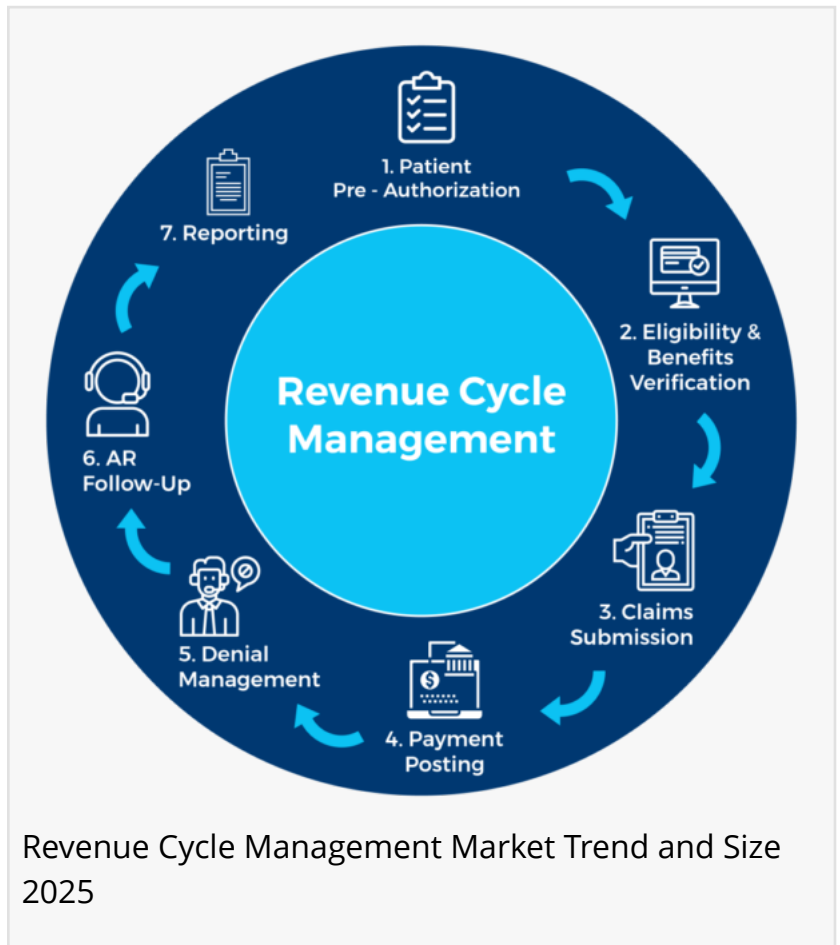 1. Patient
Pre - Authorization
2. Eligibility &
Benefits
Verification
3. Claims
Submission
4. Payment
Posting
5. Denial
Management
6. AR
Follow-Up
7. Reporting
Revenue Cycle
Management
$
Revenue Cycle Management Market Trend and Size
2025